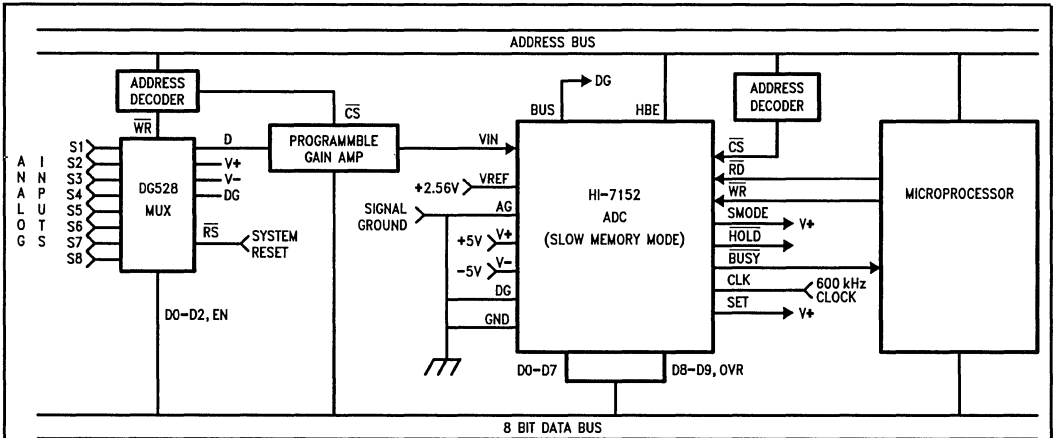 ADDRESS BUS
ADDRESS
DECODER
WR
CS
D
PROGRAMMBLE
GAIN AMP
ANALOG
INPUTS
S1
S2
S3
S4
S5
S6
S7
S8
DG528
MUX
V+
V-
DG
RS
SYSTEM
RESET
D0-D2, EN
BUS
DG
HBE
VIN
+2.56V
VREF
SIGNAL
GROUND
AG
+5V
V+
-5V
V-
DG
GND
HI-7152
ADC
(SLOW MEMORY MODE)
D0-D7
D8-D9, OVR
ADDRESS
DECODER
CS
RD
WR
SMODE
V+
HOLD
BUSY
CLK
600 kHz
CLOCK
SET
V+
MICROPROCESSOR
8 BIT DATA BUS